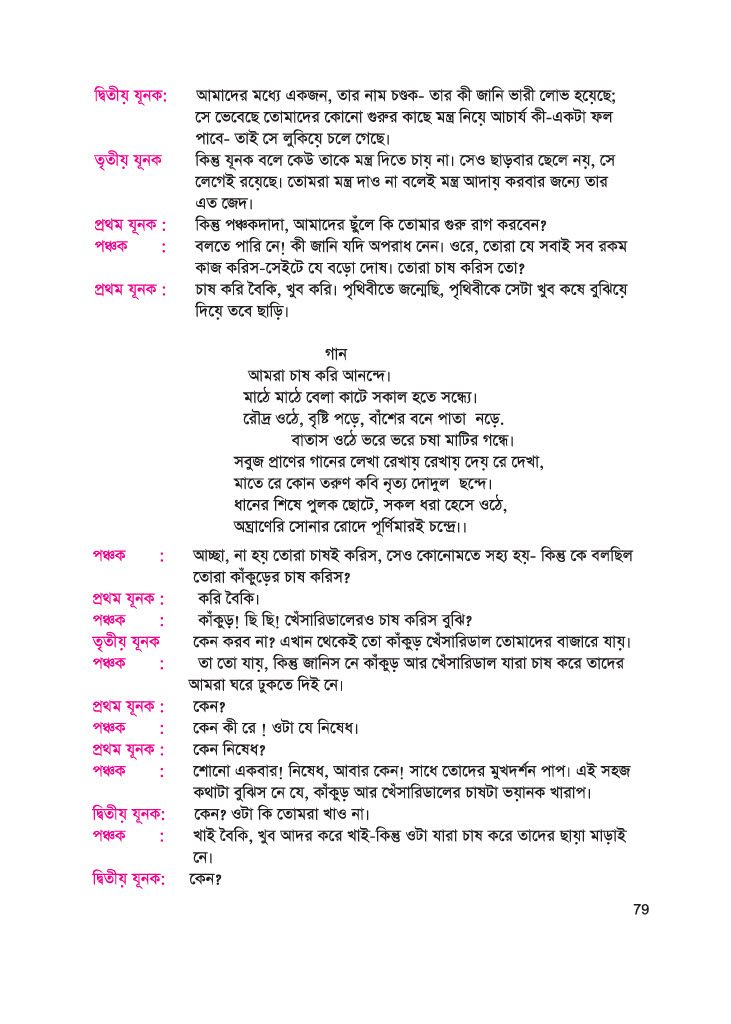 দ্বিতীয় যূনক: আমাদের মধ্যে একজন, তার নাম চণ্ডক- তার কী জানি ভারী লোভ হয়েছে;
সে ভেবেছে তোমাদের কোনো গুরুর কাছে মন্ত্র নিয়ে আচার্য কী-একটা ফল
পাবে- তাই সে লুকিয়ে চলে গেছে।
তৃতীয় যূনক কিন্তু যূনক বলে কেউ তাকে মন্ত্র দিতে চায় না। সেও ছাড়বার ছেলে নয়, সে
লেগেই রয়েছে। তোমরা মন্ত্র দাও না বলেই মন্ত্র আদায় করবার জন্যে তার
এত জেদ।
প্রথম যূনক : কিন্তু পঞ্চকদাদা, আমাদের ছুঁলে কি তোমার গুরু রাগ করবেন?
পঞ্চক : বলতে পারি নে! কী জানি যদি অপরাধ নেন। ওরে, তোরা যে সবাই সব রকম
কাজ করিস-সেইটে যে বড়ো দোষ। তোরা চাষ করিস তো?
প্রথম যূনক : চাষ করি বৈকি, খুব করি। পৃথিবীতে জন্মেছি, পৃথিবীকে সেটা খুব কষে বুঝিয়ে
দিয়ে তবে ছাড়ি।
গান
আমরা চাষ করি আনন্দে।
মাঠে মাঠে বেলা কাটে সকাল হতে সন্ধ্যে।
রৌদ্র ওঠে, বৃষ্টি পড়ে, বাঁশের বনে পাতা নড়ে.
বাতাস ওঠে ভরে ভরে চষা মাটির গন্ধে।
সবুজ প্রাণের গানের লেখা রেখায় রেখায় দেয় রে দেখা,
মাতে রে কোন তরুণ কবি নৃত্য দোদুল ছন্দে।
ধানের শিষে পুলক ছোটে, সকল ধরা হেসে ওঠে,
অঘ্রাণেরি সোনার রোদে পূর্ণিমারই চন্দ্রে।।
পঞ্চক : আচ্ছা, না হয় তোরা চাষই করিস, সেও কোনোমতে সহ্য হয়- কিন্তু কে বলছিল
তোরা কাঁকুড়ের চাষ করিস?
প্রথম যূনক : করি বৈকি।
পঞ্চক : কাঁকুড়! ছি ছি! খেঁসারিডালেরও চাষ করিস বুঝি?
তৃতীয় যূনক কেন করব না? এখান থেকেই তো কাঁকুড় খেঁসারিডাল তোমাদের বাজারে যায়।
পঞ্চক : তা তো যায়, কিন্তু জানিস নে কাঁকুড় আর খেঁসারিডাল যারা চাষ করে তাদের
আমরা ঘরে ঢুকতে দিই নে।
প্রথম যূনক : কেন?
পঞ্চক : কেন কী রে ! ওটা যে নিষেধ।
প্রথম যূনক : কেন নিষেধ?
পঞ্চক : শোনো একবার! নিষেধ, আবার কেন! সাধে তোদের মুখদর্শন পাপ। এই সহজ
কথাটা বুঝিস নে যে, কাঁকুড় আর খেঁসারিডালের চাষটা ভয়ানক খারাপ।
দ্বিতীয় যূনক: কেন? ওটা কি তোমরা খাও না।
পঞ্চক : খাই বৈকি, খুব আদর করে খাই-কিন্তু ওটা যারা চাষ করে তাদের ছায়া মাড়াই
নে।
দ্বিতীয় যূনক: কেন?
79